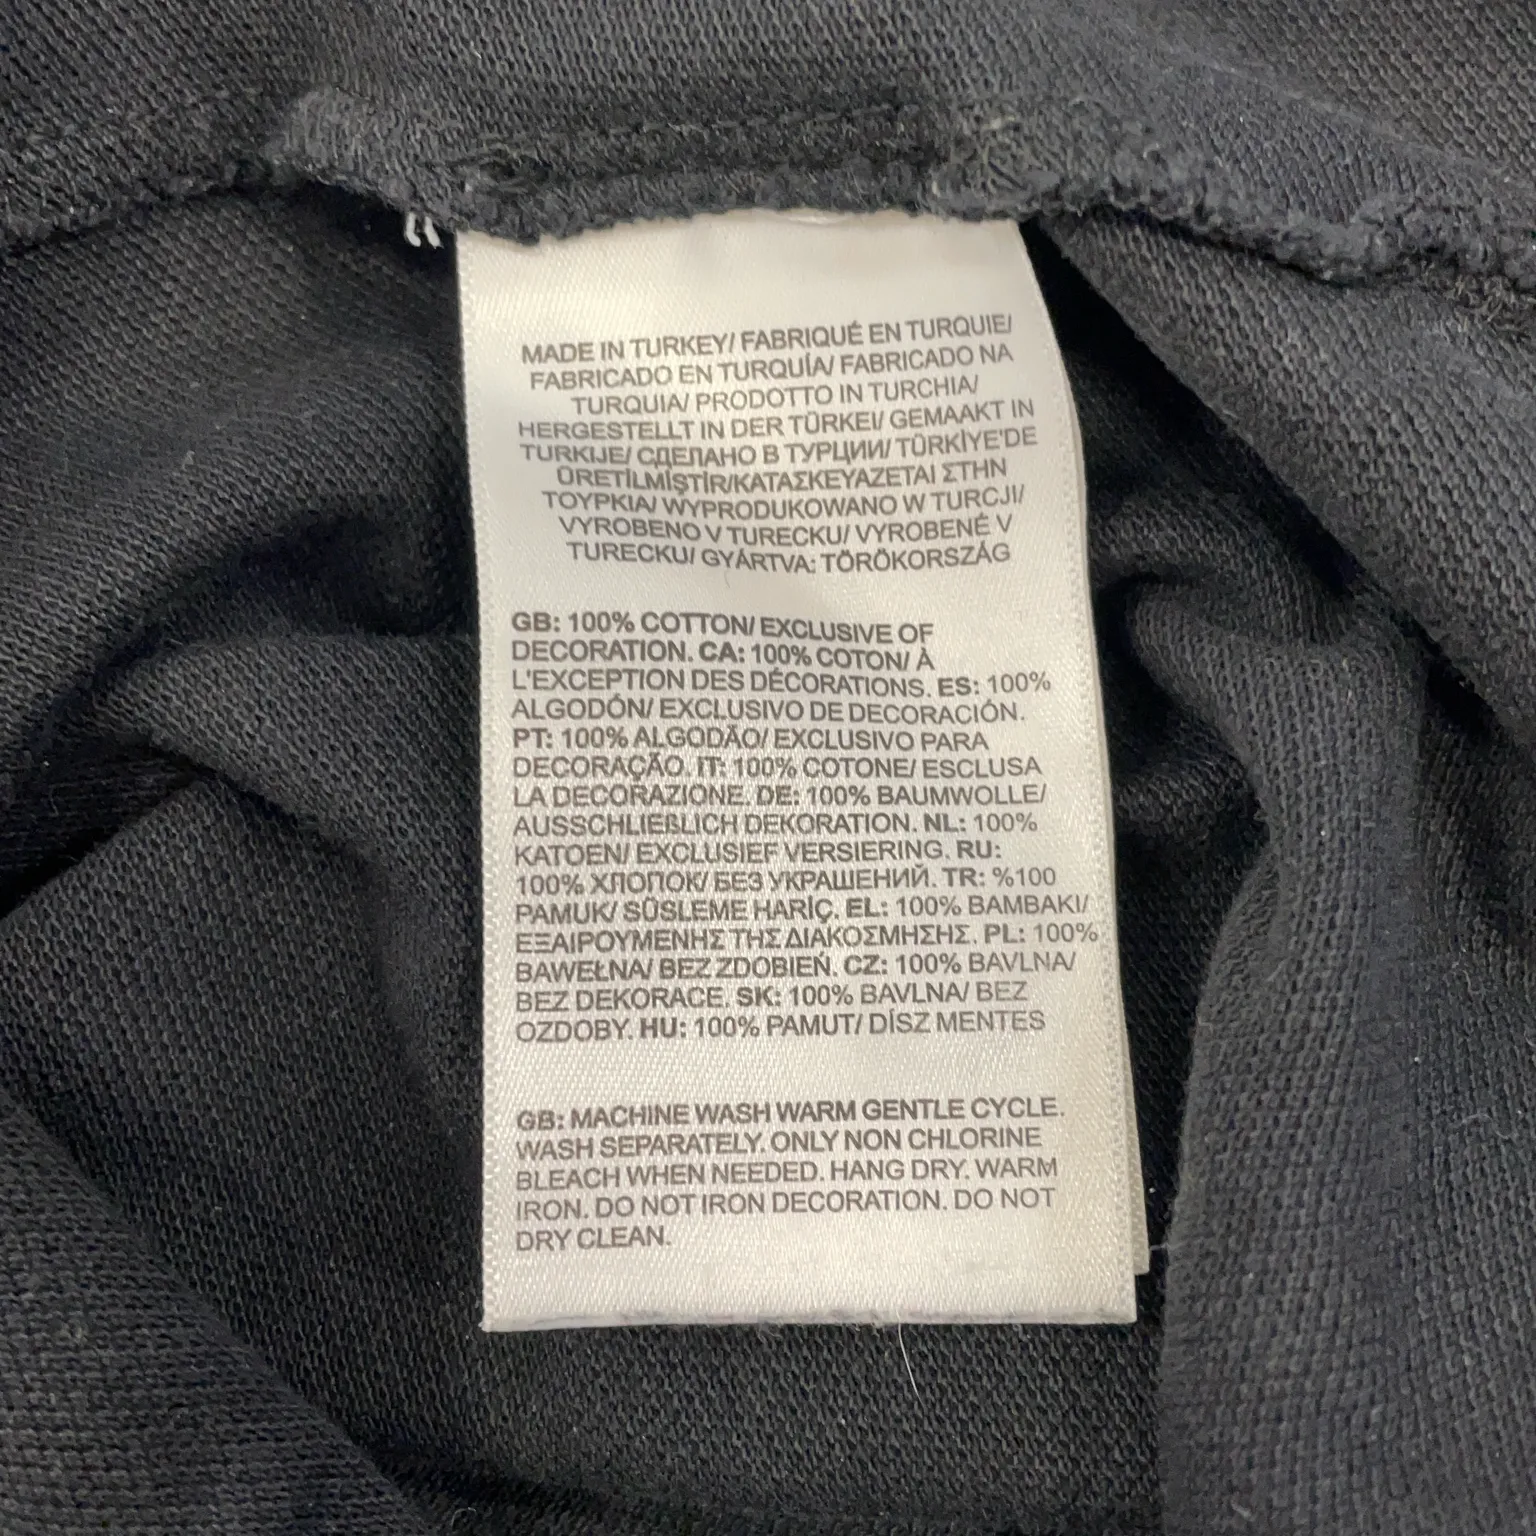 MADE IN TURKEY/ FABRIQUÉ EN TURQUIE/
FABRICADO EN TURQUÍA/ FABRICADO NA
TURQUIA/ PRODOTTO IN TURCHIA/
HERGESTELLT IN DER TÜRKEI/ GEMAAKT IN
TURKIJE/ СДЕЛАНО В ТУРЦИИ/ TÜRKİYE'DE
ÜRETİLMİŞTİR/ΚΑΤΑΣΚΕΥΑΖΕΤΑΙ ΣΤΗΝ
ΤΟΥΡΚΙΑ/ WYPRODUKOWANO W TURCJI/
VYROBENO V TURECKU/ VYROBENÉ V
TURECKU/ GYÁRTVA: TÖRÖKORSZÁG
GB: 100% COTTON/ EXCLUSIVE OF
DECORATION. CA: 100% COTON/ À
L'EXCEPTION DES DÉCORATIONS. ES: 100%
ALGODÓN/ EXCLUSIVO DE DECORACIÓN.
PT: 100% ALGODÃO/ EXCLUSIVO PARA
DECORAÇÃO. IT: 100% COTONE/ ESCLUSA
LA DECORAZIONE. DE: 100% BAUMWOLLE/
AUSSCHLIEßLICH DEKORATION. NL: 100%
KATOEN/ EXCLUSIEF VERSIERING. RU:
100% ХЛОПОК/ БЕЗ УКРАШЕНИЙ. TR: %100
PAMUK/ SÜSLEME HARİÇ. EL: 100% ΒΑΜΒΑΚΙ/
ΕΞΑΙΡΟΥΜΕΝΗΣ ΤΗΣ ΔΙΑΚΟΣΜΗΣΗΣ. PL: 100%
BAWEŁNA/ BEZ ZDOBIEŃ. CZ: 100% BAVLNA/
BEZ DEKORACE. SK: 100% BAVLNA/ BEZ
OZDOBY. HU: 100% PAMUT/ DÍSZ MENTES
GB: MACHINE WASH WARM GENTLE CYCLE.
WASH SEPARATELY. ONLY NON CHLORINE
BLEACH WHEN NEEDED. HANG DRY. WARM
IRON. DO NOT IRON DECORATION. DO NOT
DRY CLEAN.